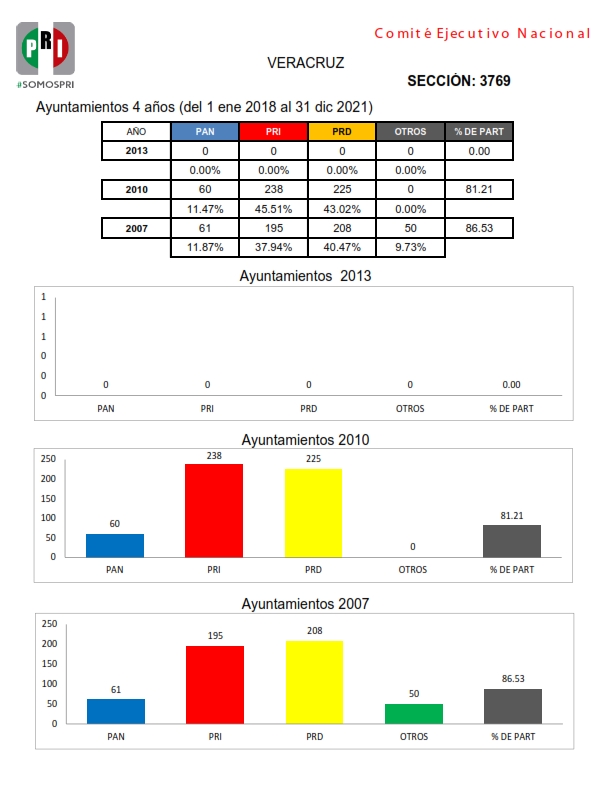 Comité Ejecutivo Nacional
PRI
#SOMOSPRI
VERACRUZ
SECCIÓN: 3769
Ayuntamientos 4 años (del 1 ene 2018 al 31 dic 2021)
AÑO PAN PRI PRD OTROS % DE PART
2013 0 0 0 0 0.00
0.00% 0.00% 0.00% 0.00%
2010 60 238 225 0 81.21
11.47% 45.51% 43.02% 0.00%
2007 61 195 208 50 86.53
11.87% 37.94% 40.47% 9.73%
Ayuntamientos 2013
1
1
1
0
0
0
0 0 0 0 0.00
PAN PRI PRD OTROS % DE PART
Ayuntamientos 2010
250
200
150
100
50
0
60 238 225 0 81.21
PAN PRI PRD OTROS % DE PART
Ayuntamientos 2007
250
200
150
100
50
0
61 195 208 50 86.53
PAN PRI PRD OTROS % DE PART